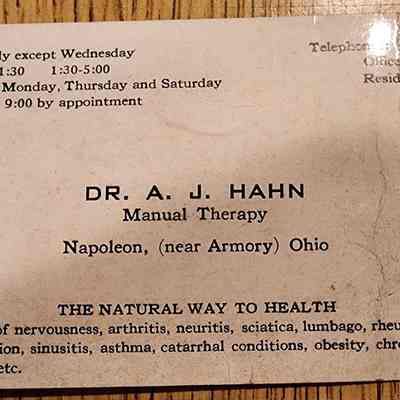 ly except Wednesday
1:30 1:30-5:00
Monday, Thursday and Saturday
9:00 by appointment
Telephon
Office
Resid
DR. A. J. HAHN
Manual Therapy
Napoleon, (near Armory) Ohio
THE NATURAL WAY TO HEALTH
of nervousness, arthritis, neuritis, sciatica, lumbago, rheu
ion, sinusitis, asthma, catarrhal conditions, obesity, chr
etc.